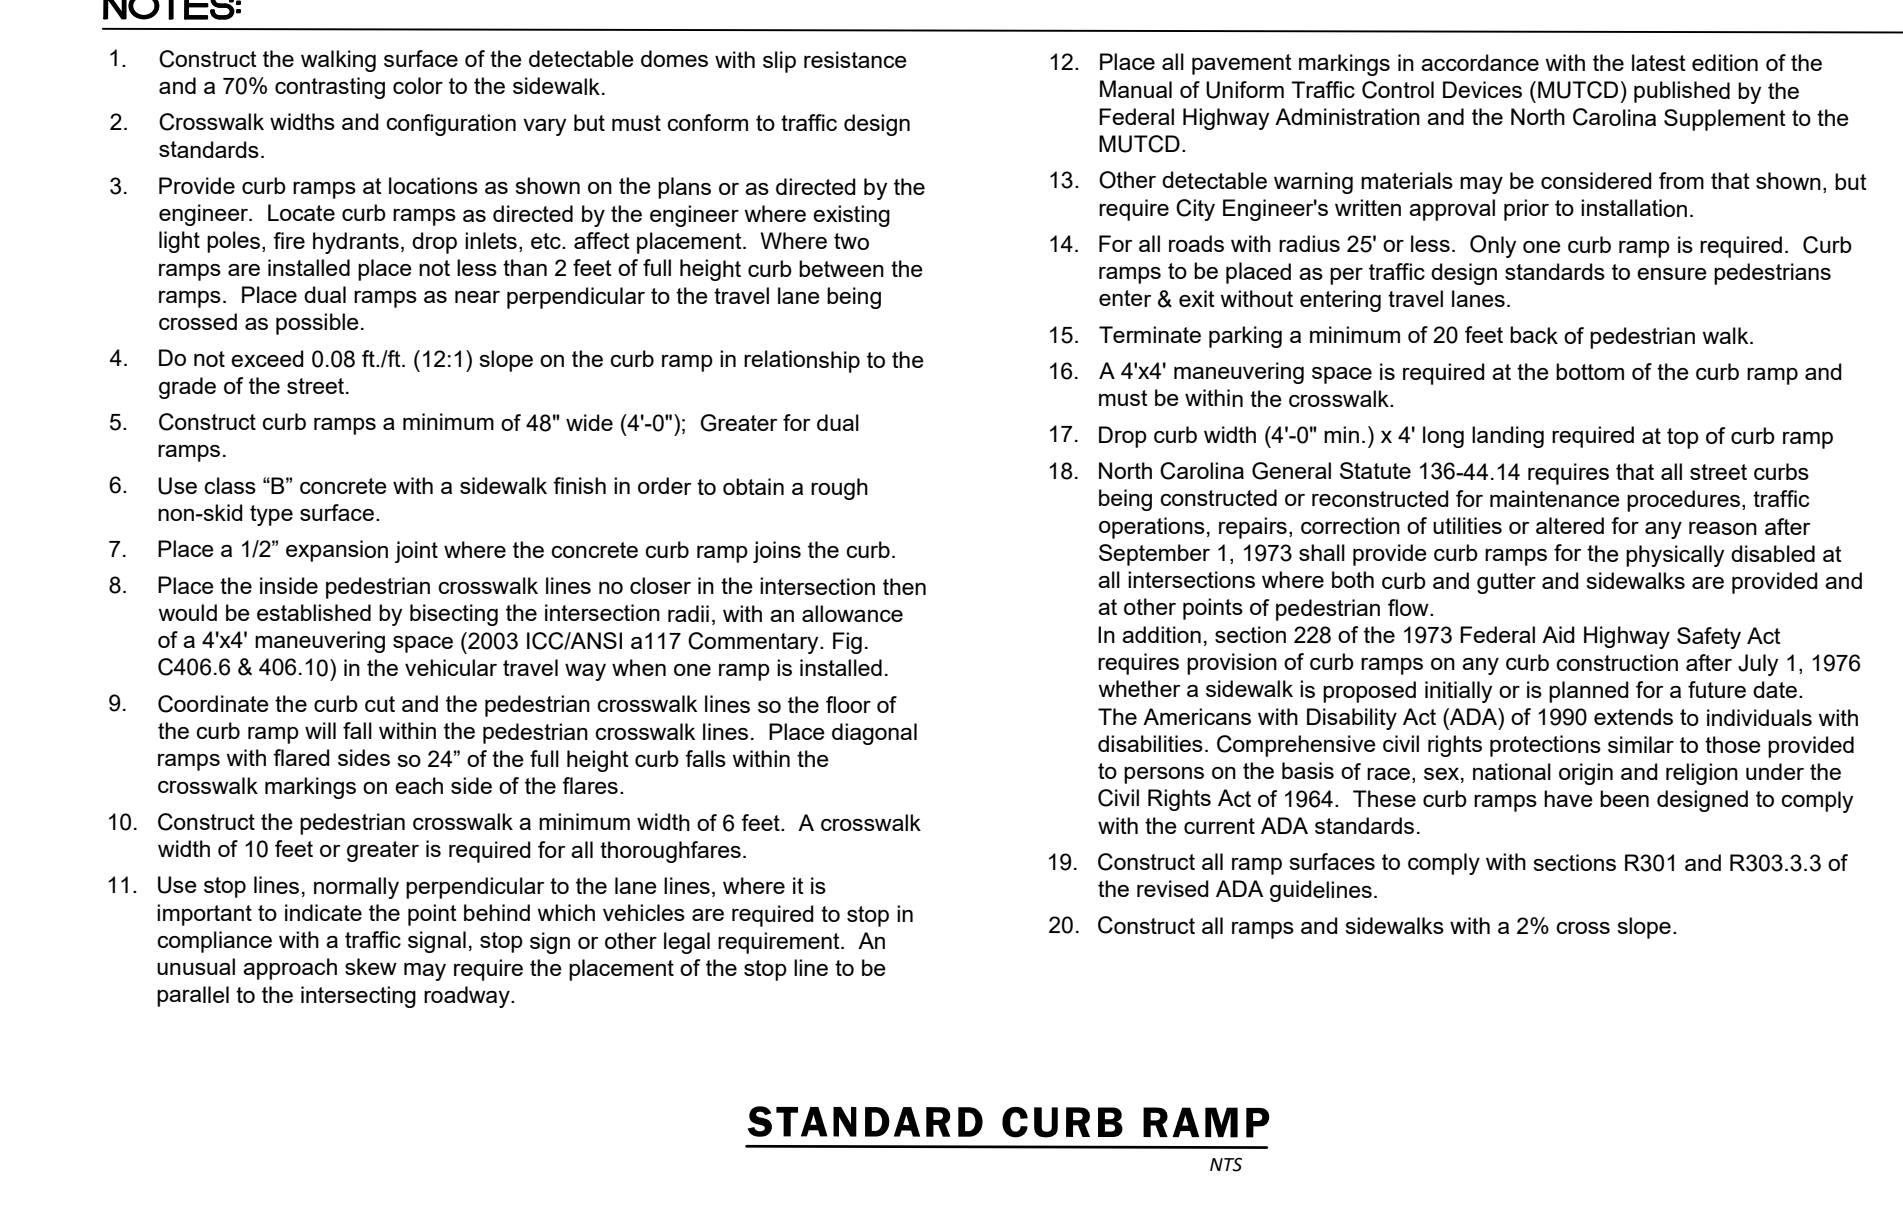 NOTES:
1. Construct the walking surface of the detectable domes with slip resistance
and a 70% contrasting color to the sidewalk.
2. Crosswalk widths and configuration vary but must conform to traffic design
standards.
3. Provide curb ramps at locations as shown on the plans or as directed by the
engineer. Locate curb ramps as directed by the engineer where existing
light poles, fire hydrants, drop inlets, etc. affect placement. Where two
ramps are installed place not less than 2 feet of full height curb between the
ramps. Place dual ramps as near perpendicular to the travel lane being
crossed as possible.
4. Do not exceed 0.08 ft./ft. (12:1) slope on the curb ramp in relationship to the
grade of the street.
5. Construct curb ramps a minimum of 48" wide (4'-0"); Greater for dual
ramps.
6. Use class “B” concrete with a sidewalk finish in order to obtain a rough
non-skid type surface.
7. Place a 1/2” expansion joint where the concrete curb ramp joins the curb.
8. Place the inside pedestrian crosswalk lines no closer in the intersection then
would be established by bisecting the intersection radii, with an allowance
of a 4'x4' maneuvering space (2003 ICC/ANSI a117 Commentary. Fig.
C406.6 & 406.10) in the vehicular travel way when one ramp is installed.
9. Coordinate the curb cut and the pedestrian crosswalk lines so the floor of
the curb ramp will fall within the pedestrian crosswalk lines. Place diagonal
ramps with flared sides so 24” of the full height curb falls within the
crosswalk markings on each side of the flares.
10. Construct the pedestrian crosswalk a minimum width of 6 feet. A crosswalk
width of 10 feet or greater is required for all thoroughfares.
11. Use stop lines, normally perpendicular to the lane lines, where it is
important to indicate the point behind which vehicles are required to stop in
compliance with a traffic signal, stop sign or other legal requirement. An
unusual approach skew may require the placement of the stop line to be
parallel to the intersecting roadway.
12. Place all pavement markings in accordance with the latest edition of the
Manual of Uniform Traffic Control Devices (MUTCD) published by the
Federal Highway Administration and the North Carolina Supplement to the
MUTCD.
13. Other detectable warning materials may be considered from that shown, but
require City Engineer's written approval prior to installation.
14. For all roads with radius 25' or less. Only one curb ramp is required. Curb
ramps to be placed as per traffic design standards to ensure pedestrians
enter & exit without entering travel lanes.
15. Terminate parking a minimum of 20 feet back of pedestrian walk.
16. A 4'x4' maneuvering space is required at the bottom of the curb ramp and
must be within the crosswalk.
17. Drop curb width (4'-0" min.) x 4' long landing required at top of curb ramp
18. North Carolina General Statute 136-44.14 requires that all street curbs
being constructed or reconstructed for maintenance procedures, traffic
operations, repairs, correction of utilities or altered for any reason after
September 1, 1973 shall provide curb ramps for the physically disabled at
all intersections where both curb and gutter and sidewalks are provided and
at other points of pedestrian flow.
In addition, section 228 of the 1973 Federal Aid Highway Safety Act
requires provision of curb ramps on any curb construction after July 1, 1976
whether a sidewalk is proposed initially or is planned for a future date.
The Americans with Disability Act (ADA) of 1990 extends to individuals with
disabilities. Comprehensive civil rights protections similar to those provided
to persons on the basis of race, sex, national origin and religion under the
Civil Rights Act of 1964. These curb ramps have been designed to comply
with the current ADA standards.
19. Construct all ramp surfaces to comply with sections R301 and R303.3.3 of
the revised ADA guidelines.
20. Construct all ramps and sidewalks with a 2% cross slope.
STANDARD CURB RAMP
NTS